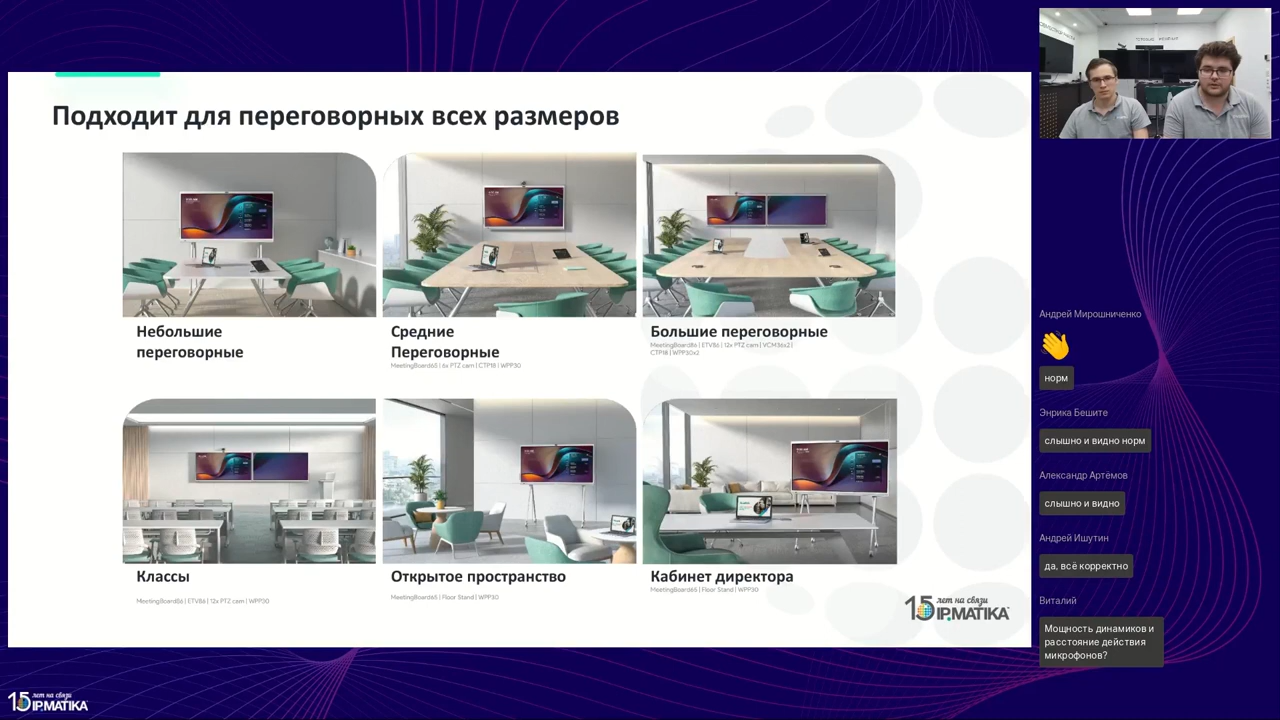 Подходит для переговорных всех размеров
Небольшие
переговорные
Средние
Переговорные
MeetingBoard65 | 6x PTZ cam | CTP18 | WPP30
Большие переговорные
MeetingBoard86 | ETV86 | 12x PTZ cam | VCM36x2 |
CTP18 | WPP30x2
Классы
MeetingBoard86 | ETV86 | 12x PTZ cam | WPP30
Открытое пространство
MeetingBoard65 | Floor Stand | WPP30
Кабинет директора
MeetingBoard65 | Floor Stand | WPP30
15 лет на связи
IP.MATIKA
Андрей Мирошниченко
норм
Энрика Бешите
слышно и видно норм
Александр Артёмов
слышно и видно
Андрей Ишутин
да, всё корректно
Виталий
Мощность динамиков и
расстояние действия
микрофонов?
15 лет на связи
IP.MATIKA